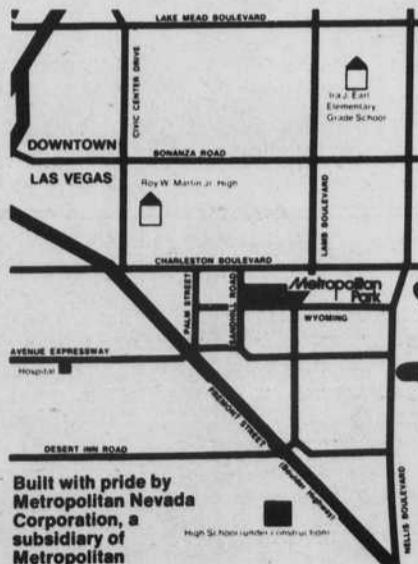 LAKE MEAD BOULEVARD
CIVIC CENTER DRIVE
Ira J. Earl
Elementary
Grade School
DOWNTOWN
BONANZA ROAD
LAS VEGAS
Roy W. Martin Jr. High
LAMB BOULEVARD
CHARLESTON BOULEVARD
PALM STREET
SANDHILL ROAD
Metropolitan
Park
WYOMING
AVENUE EXPRESSWAY
Hospital
FREMONT STREET
(Boulder Highway)
DESERT INN ROAD
NELLIS BOULEVARD
Built with pride by
Metropolitan Nevada
Corporation, a
subsidiary of
Metropolitan
High School (under construction)